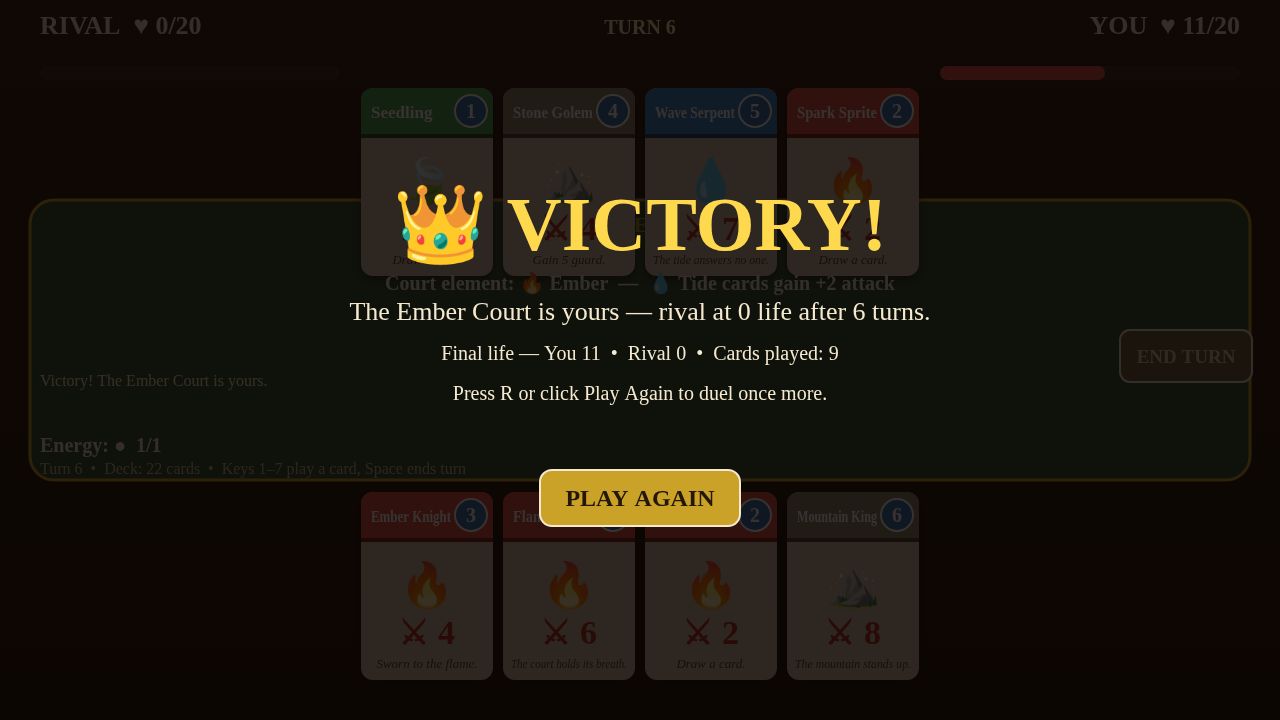 RIVAL ♥ 0/20
TURN 6
YOU ♥ 11/20
Seedling 1
Stone Golem 4
Wave Serpent 5
Spark Sprite 2
👑 VICTORY!
Gain 5 guard.
The tide answers no one.
Draw a card.
Court element: 🔥 Ember — 💧 Tide cards gain +2 attack
The Ember Court is yours — rival at 0 life after 6 turns.
Final life — You 11 • Rival 0 • Cards played: 9
END TURN
Victory! The Ember Court is yours.
Press R or click Play Again to duel once more.
Energy: ● 1/1
Turn 6 • Deck: 22 cards • Keys 1–7 play a card, Space ends turn
PLAY AGAIN
Ember Knight 3
2
Mountain King 6
⚔ 4
⚔ 6
⚔ 2
⚔ 8
Sworn to the flame.
The court holds its breath.
Draw a card.
The mountain stands up.